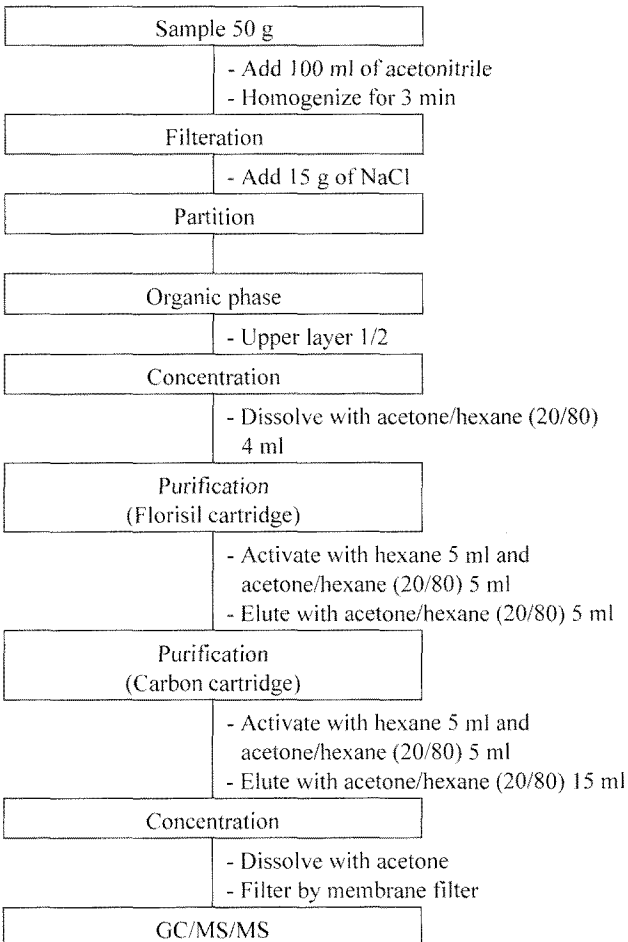 Sample 50 g
- Add 100 ml of acetonitrile
- Homogenize for 3 min
Filteration
- Add 15 g of NaCl
Partition
Organic phase
- Upper layer 1/2
Concentration
- Dissolve with acetone/hexane (20/80)
4 ml
Purification
(Florisil cartridge)
- Activate with hexane 5 ml and
acetone/hexane (20/80) 5 ml
- Elute with acetone/hexane (20/80) 5 ml
Purification
(Carbon cartridge)
- Activate with hexane 5 ml and
acetone/hexane (20/80) 5 ml
- Elute with acetone/hexane (20/80) 15 ml
Concentration
- Dissolve with acetone
- Filter by membrane filter
GC/MS/MS